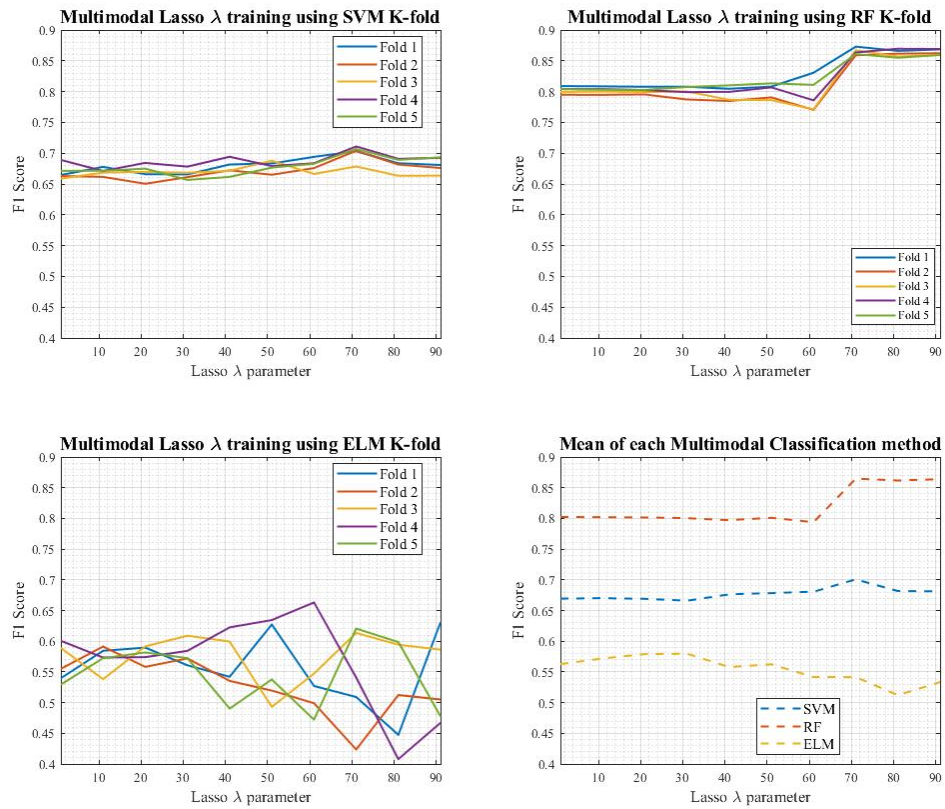 Multimodal Lasso λ training using SVM K-fold
0.9
0.85
0.8
0.75
0.7
0.65
0.6
0.55
0.5
0.45
0.4
F1 Score
Fold 1
Fold 2
Fold 3
Fold 4
Fold 5
10 20 30 40 50 60 70 80 90
Lasso λ parameter
Multimodal Lasso λ training using RF K-fold
0.9
0.85
0.8
0.75
0.7
0.65
0.6
0.55
0.5
0.45
0.4
F1 Score
Fold 1
Fold 2
Fold 3
Fold 4
Fold 5
10 20 30 40 50 60 70 80 90
Lasso λ parameter
Multimodal Lasso λ training using ELM K-fold
0.9
0.85
0.8
0.75
0.7
0.65
0.6
0.55
0.5
0.45
0.4
F1 Score
Fold 1
Fold 2
Fold 3
Fold 4
Fold 5
10 20 30 40 50 60 70 80 90
Lasso λ parameter
Mean of each Multimodal Classification method
0.9
0.85
0.8
0.75
0.7
0.65
0.6
0.55
0.5
0.45
0.4
F1 Score
SVM
RF
ELM
10 20 30 40 50 60 70 80 90
Lasso λ parameter